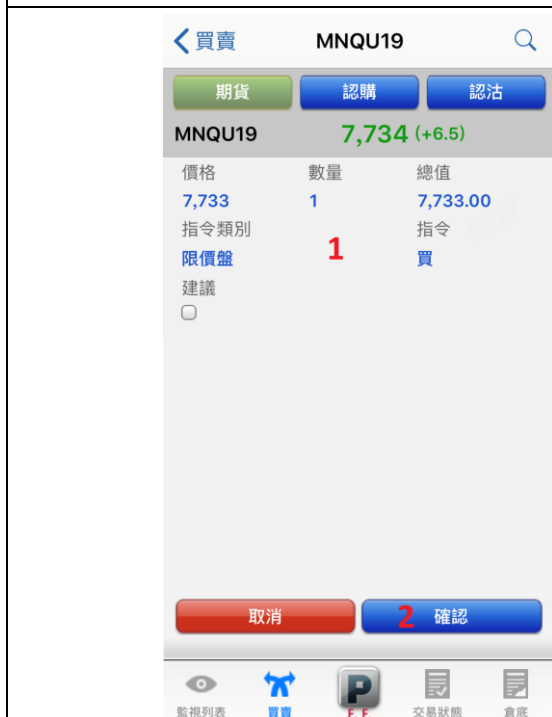 買賣 MNQU19
期貨 認購 認沽
MNQU19 7,734 (+6.5)
價格 數量 總值
7,733 1 7,733.00
指令類別 指令
1
限價盤 買
建議
取消 2 確認
監視列表 買賣 P F F 交易狀態 倉底